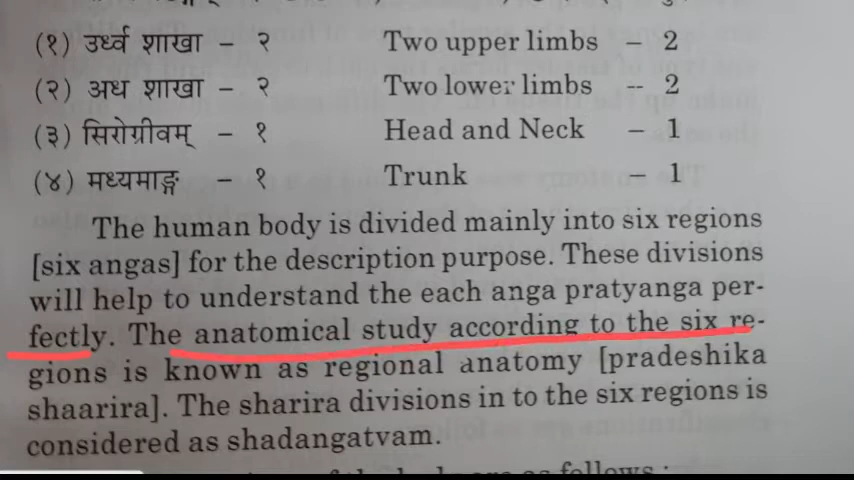 (१) उर्ध्व शाखा – २ Two upper limbs – 2
(२) अध शाखा – २ Two lower limbs – 2
(३) सिरोग्रीवम् – १ Head and Neck – 1
(४) मध्यमाङ्ग – १ Trunk – 1
The human body is divided mainly into six regions
[six angas] for the description purpose. These divisions
will help to understand the each anga pratyanga per-
fectly. The anatomical study according to the six re-
gions is known as regional anatomy [pradeshika
shaarira]. The sharira divisions in to the six regions is
considered as shadangatvam.
as follows :